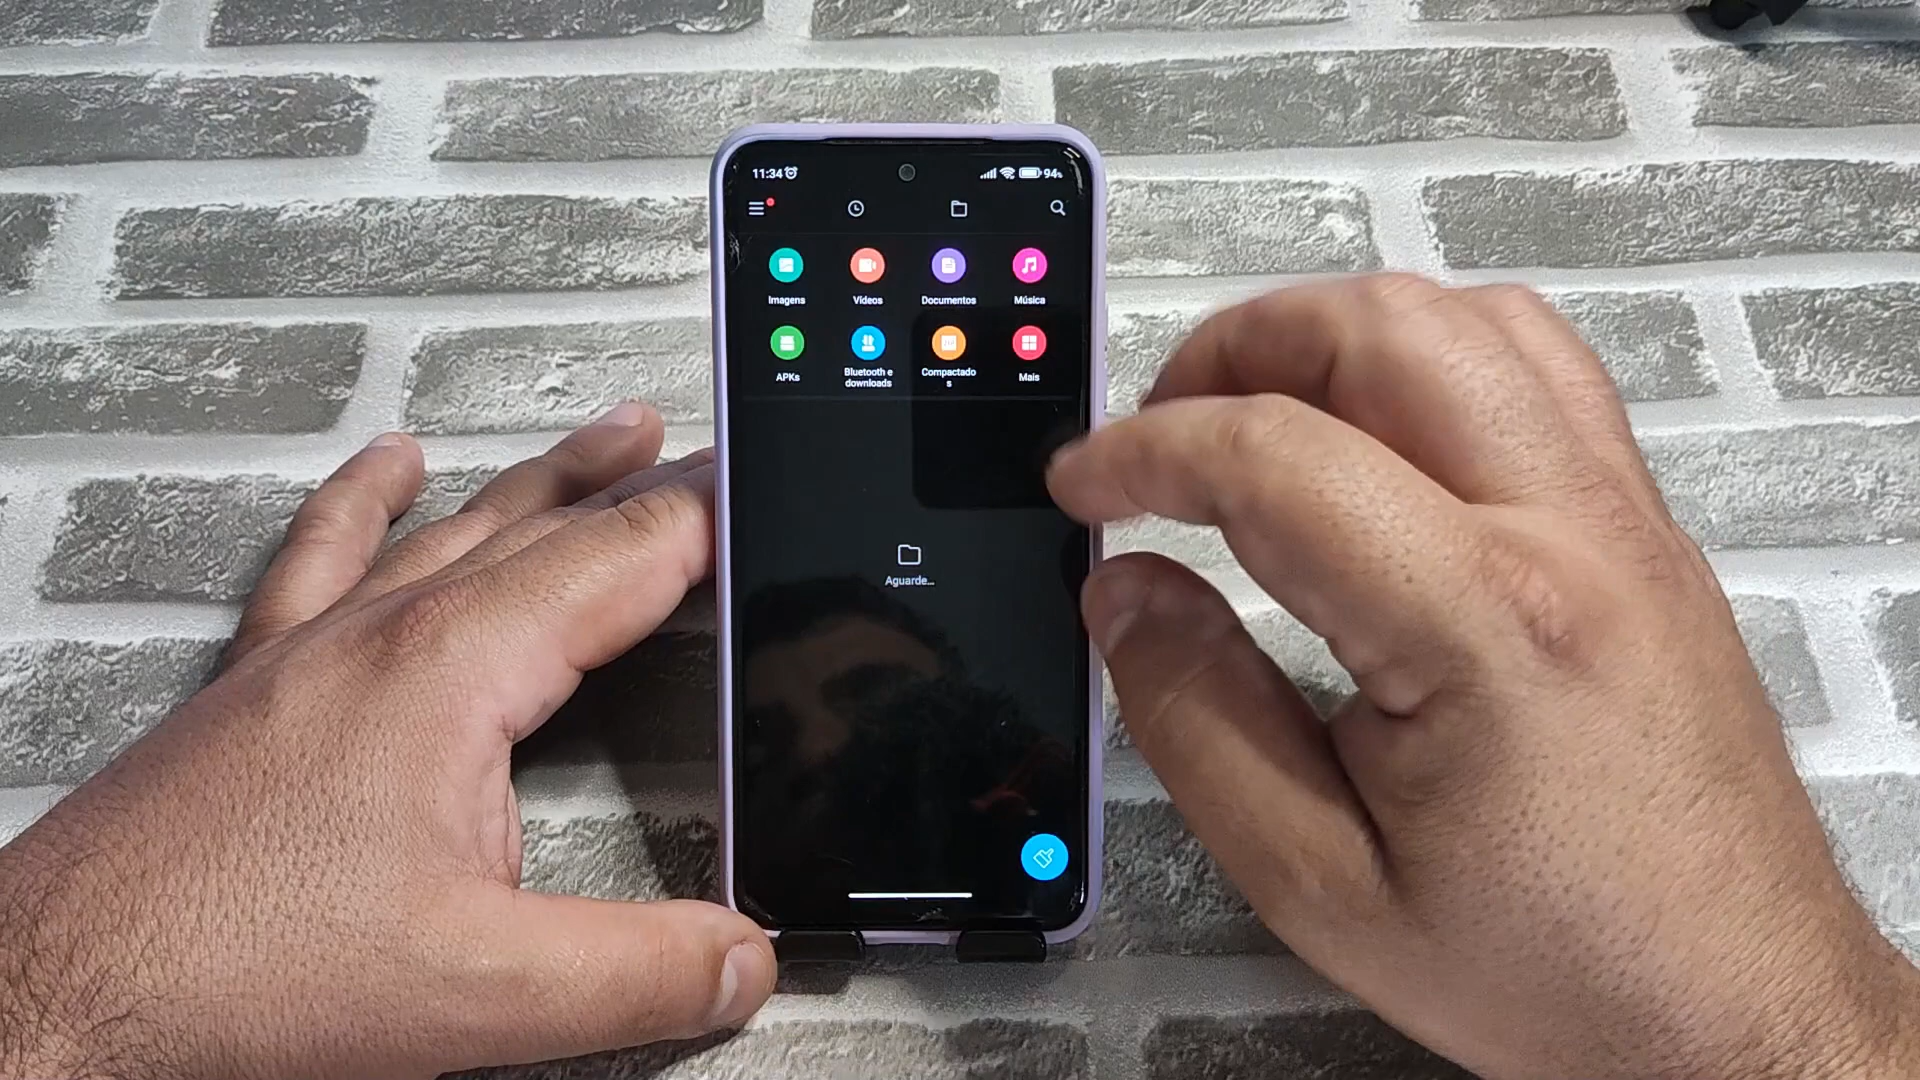 11:34
94%
Imagens
Vídeos
Documentos
Música
APKs
Bluetooth e
downloads
Compactado
s
Mais
Aguarde...